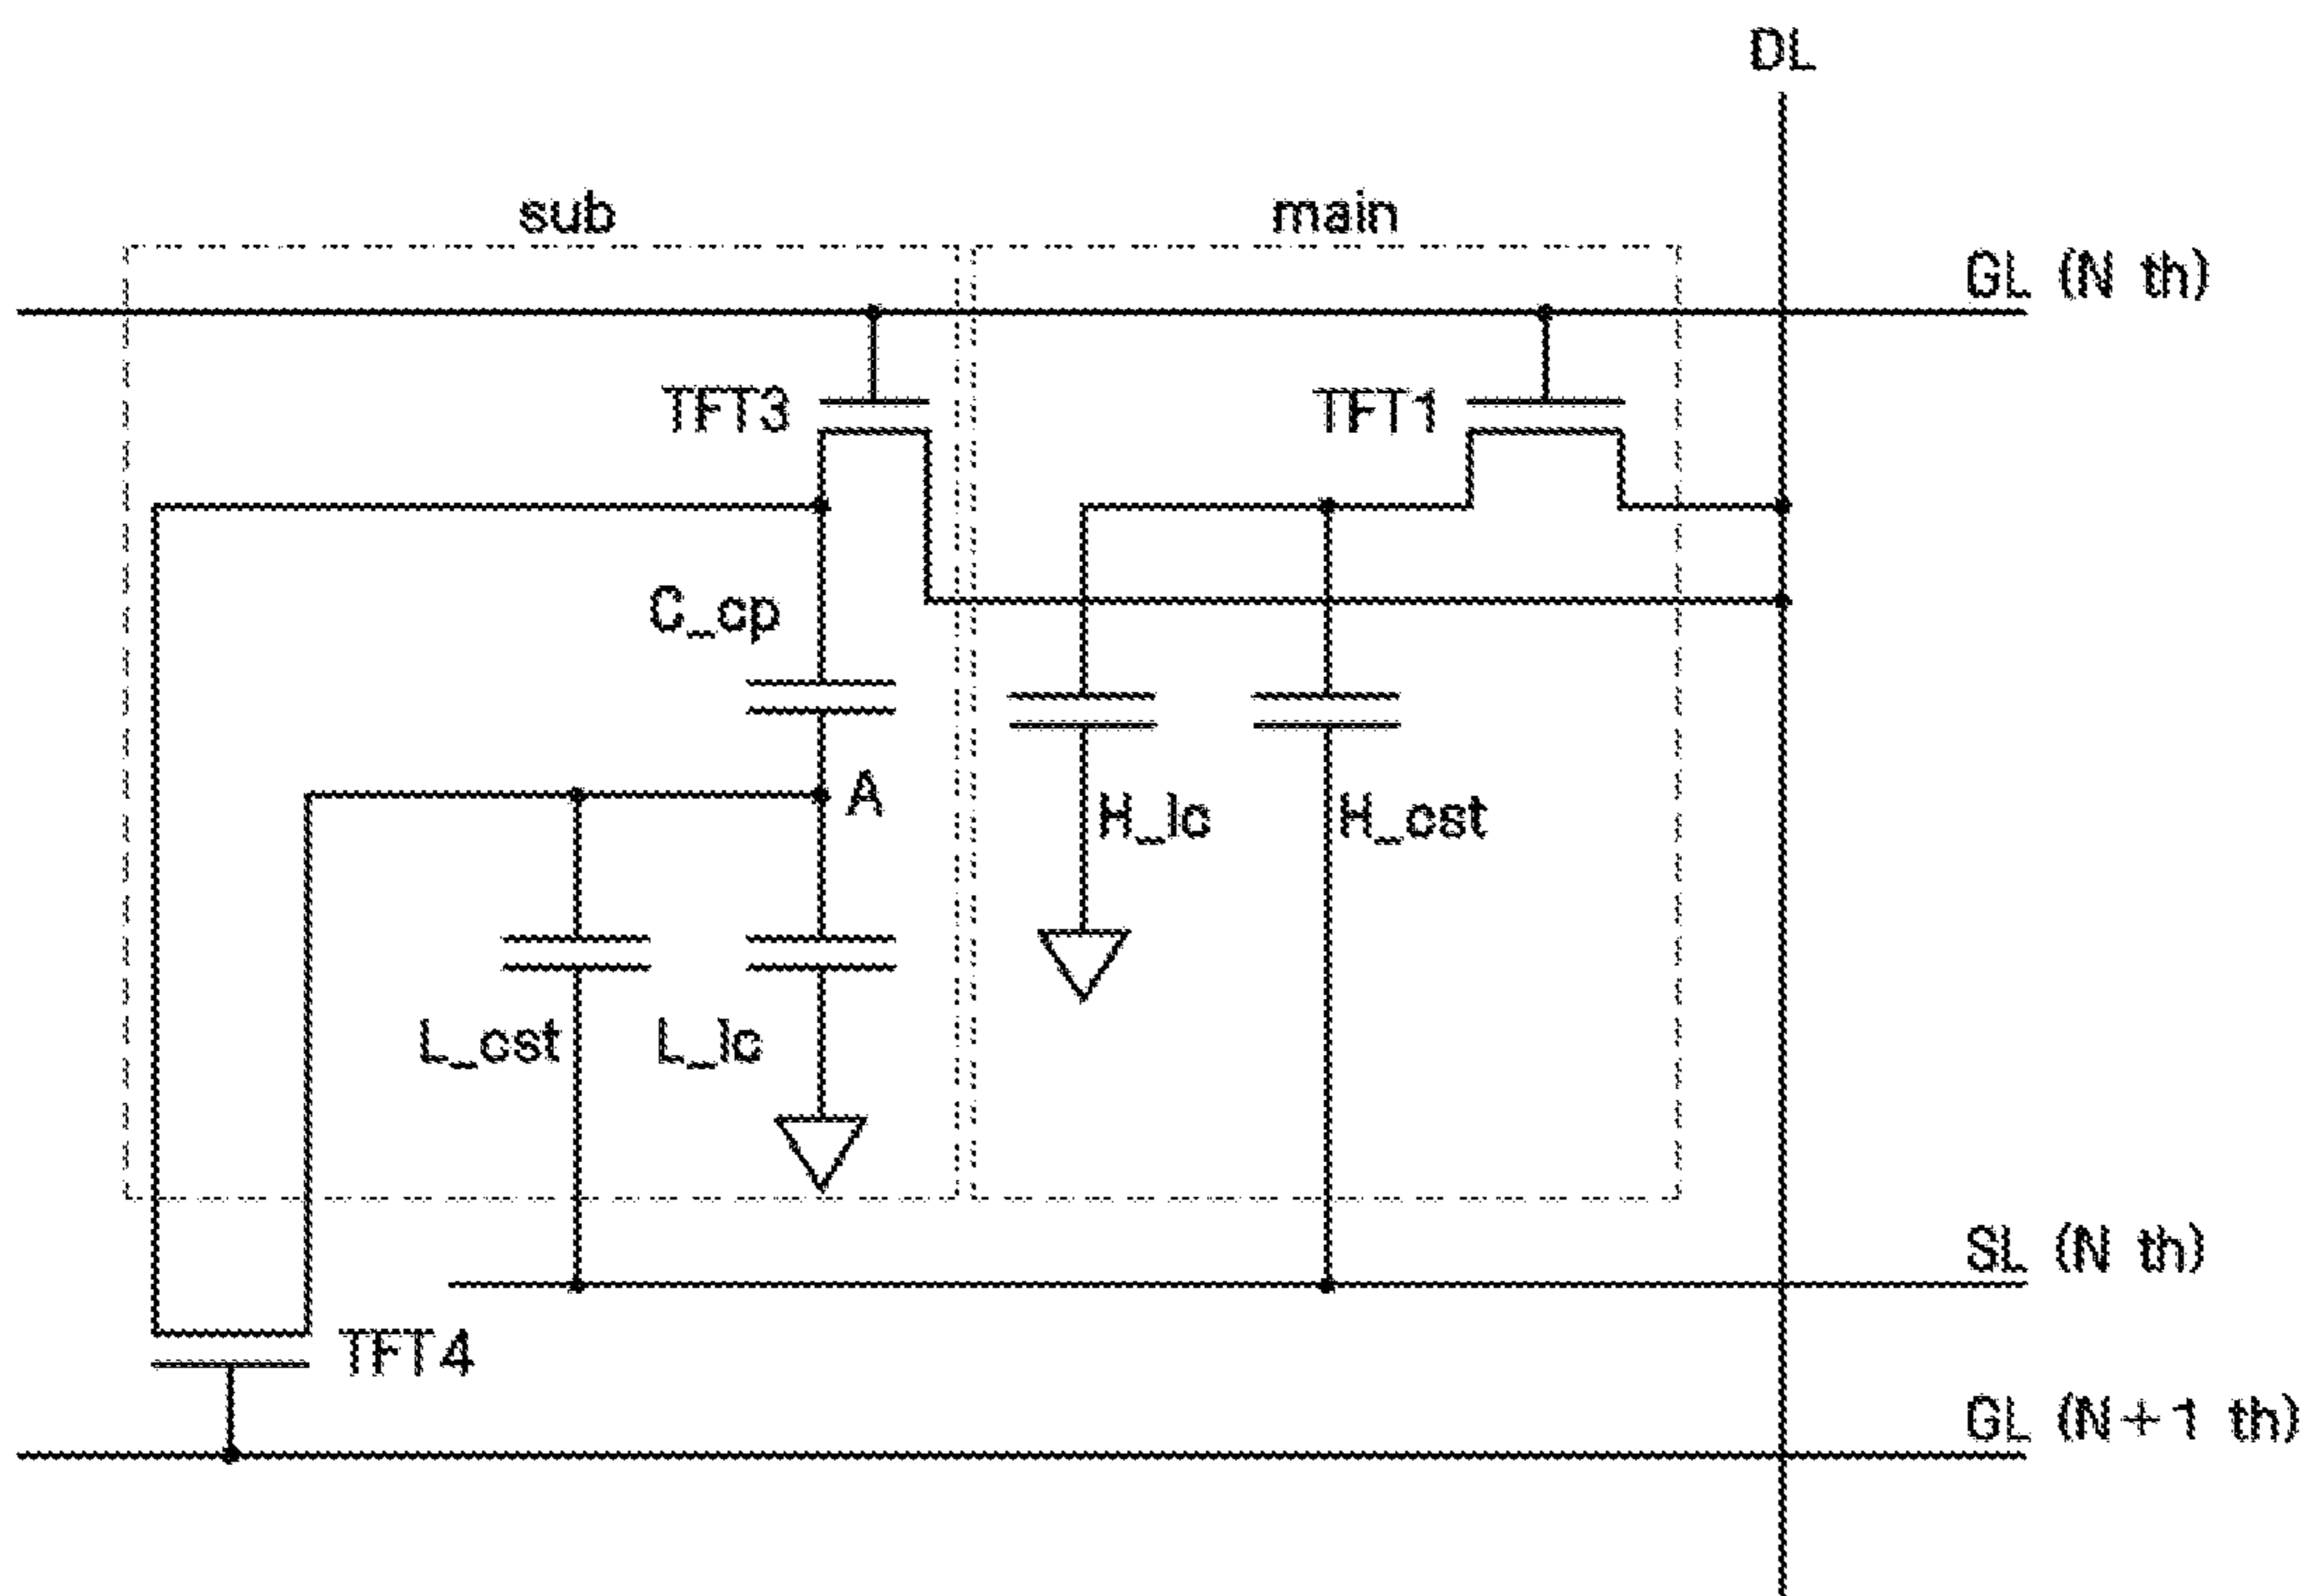 DL
sub
main
GL (N th)
TFT3
TFT1
C_cp
A
H_lc
H_cst
L_cst
L_lc
SL (N th)
TFT4
GL (N+1 th)